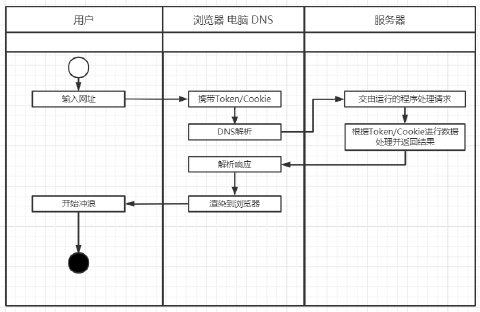 用户
浏览器 电脑 DNS
服务器
输入网址
携带Token/Cookie
交由运行的程序处理请求
DNS解析
根据Token/Cookie进行数据
处理并返回结果
解析响应
开始冲浪
渲染到浏览器